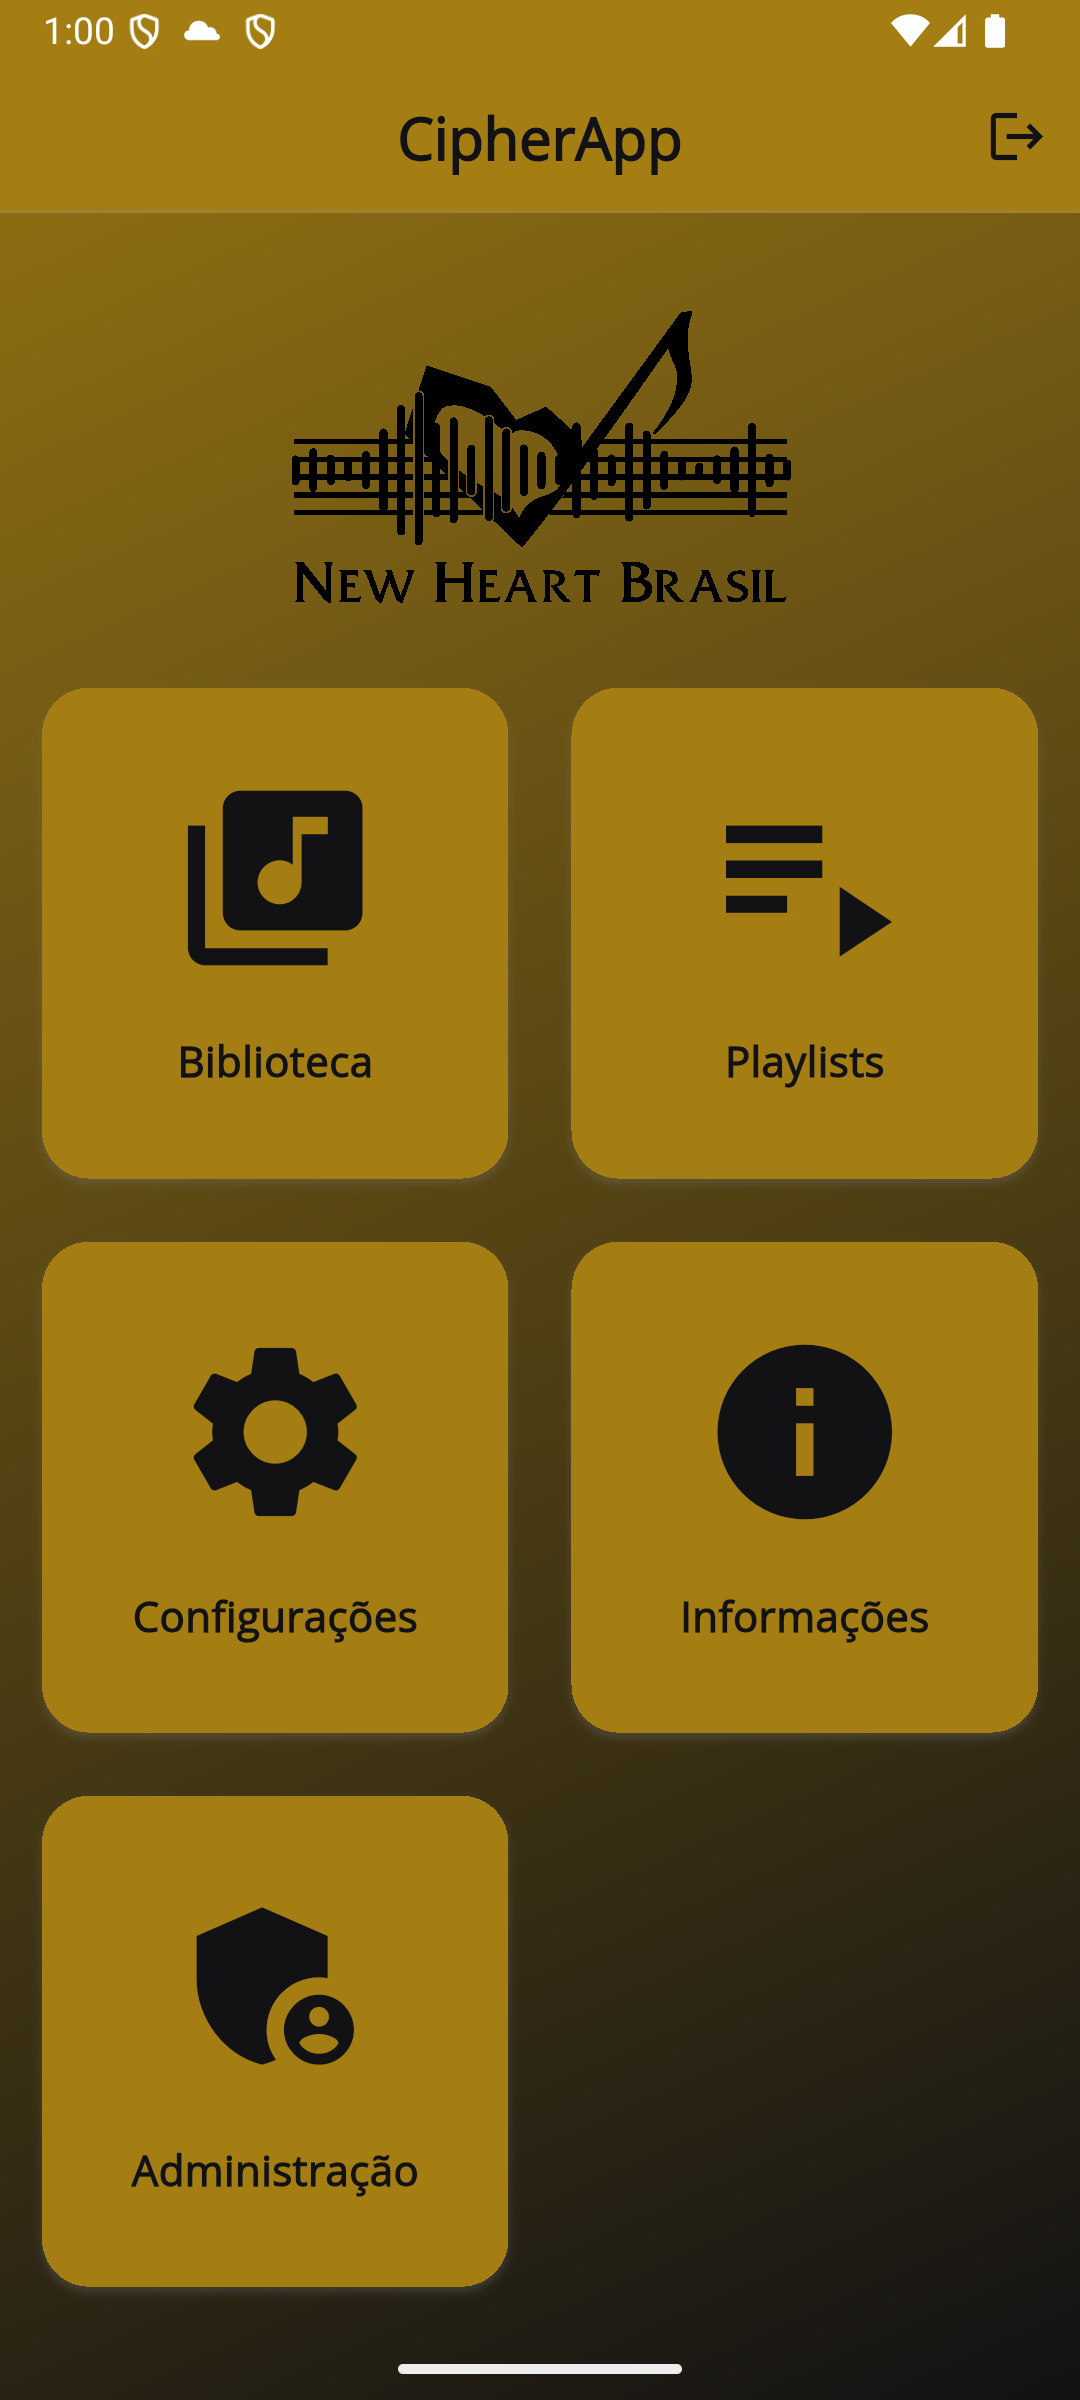 1:00
CipherApp
NEW HEART BRASIL
Biblioteca
Playlists
Configurações
Informações
Administração